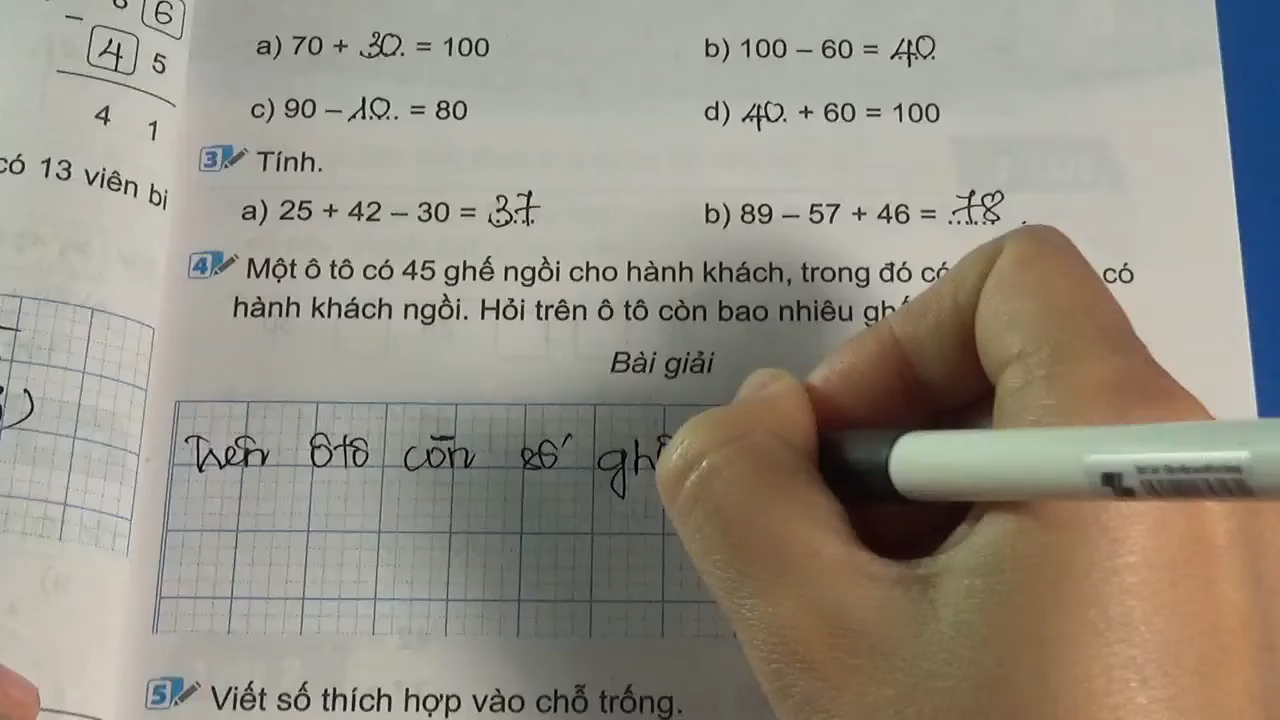 6
- 4 5
4 1
có 13 viên bi
a) 70 + 30 = 100
b) 100 – 60 = 40
c) 90 – 10 = 80
d) 40 + 60 = 100
3 Tính.
a) 25 + 42 – 30 = 37
b) 89 – 57 + 46 = 78
4 Một ô tô có 45 ghế ngồi cho hành khách, trong đó có có
hành khách ngồi. Hỏi trên ô tô còn bao nhiêu
Bài giải
Trên ô tô còn số
5 Viết số thích hợp vào chỗ trống.